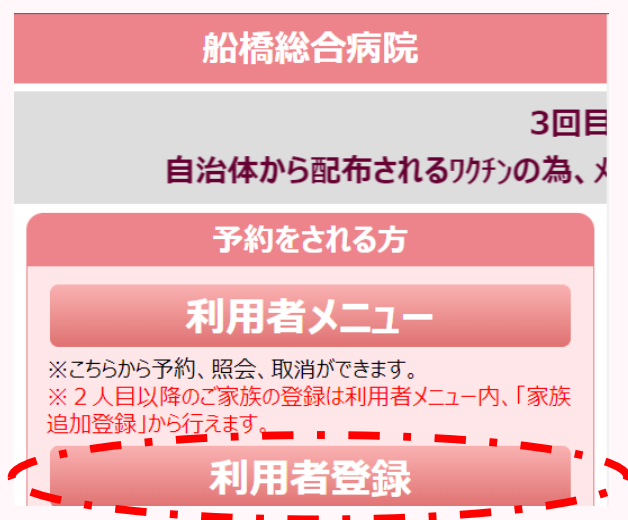 船橋総合病院
3回目
自治体から配布されるワクチンの為、メ
予約をされる方
利用者メニュー
※こちらから予約、照会、取消ができます。
※２人目以降のご家族の登録は利用者メニュー内、「家族
追加登録」から行えます。
利用者登録